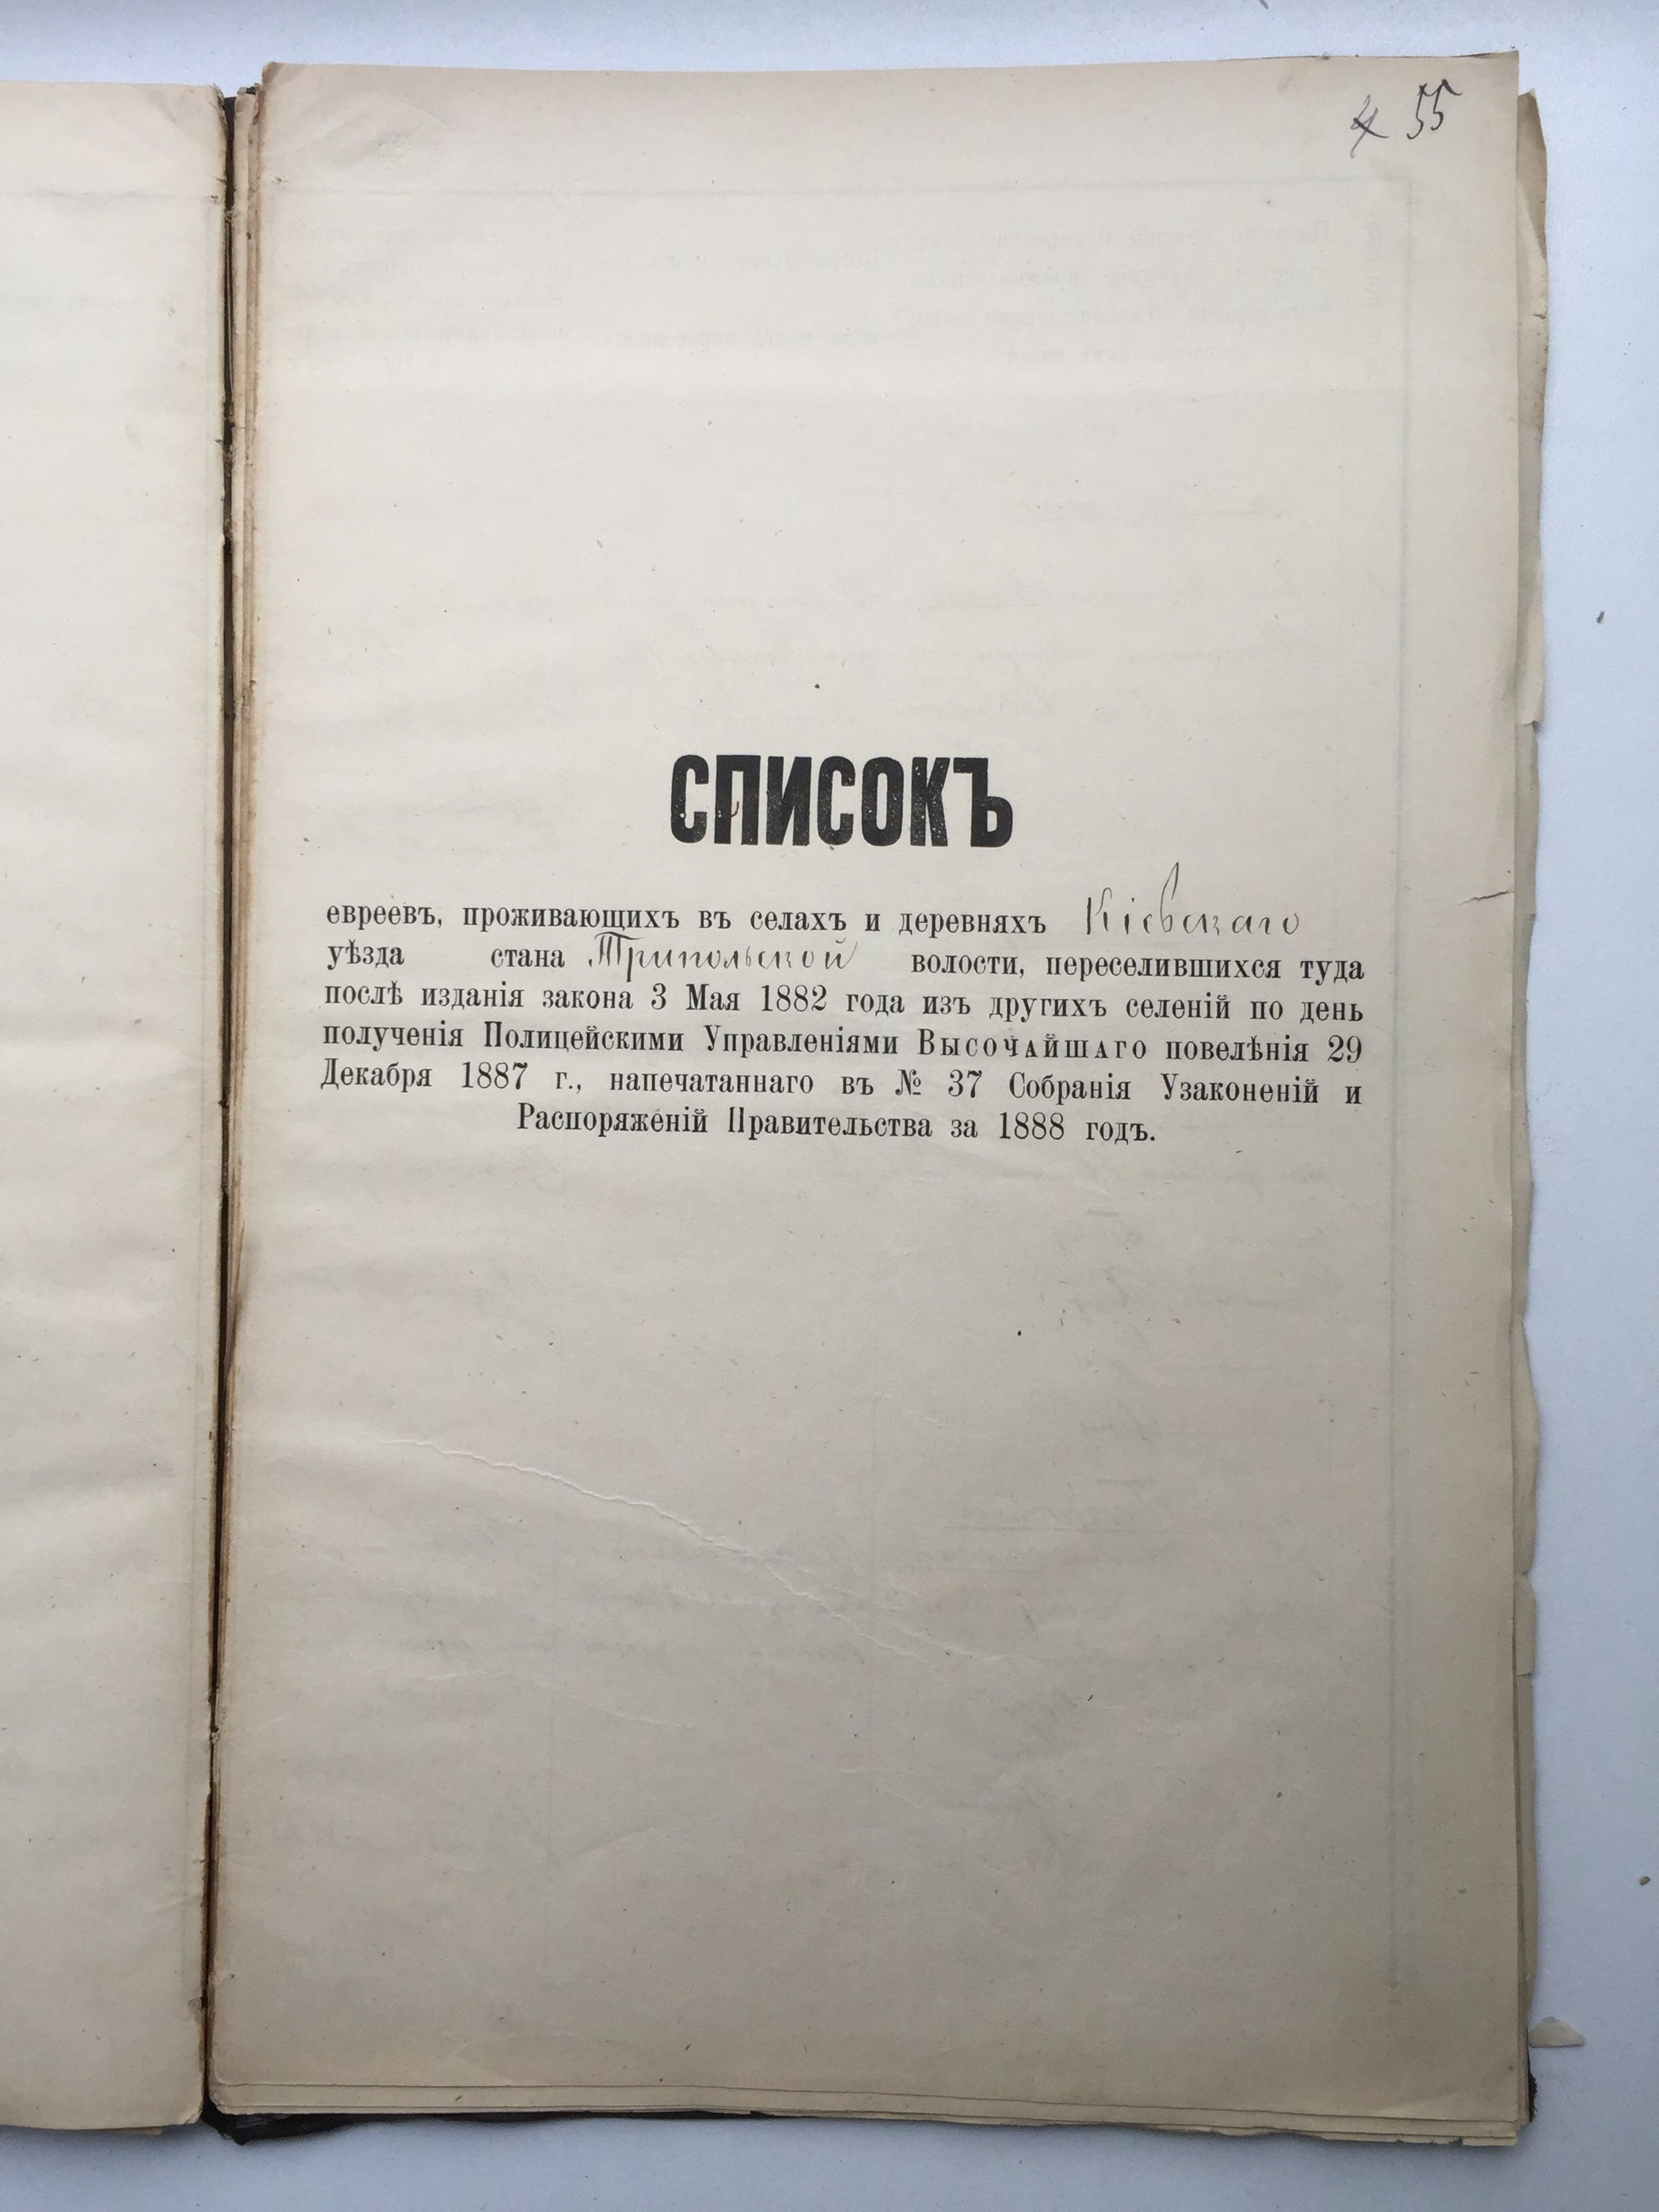 55
СПИСОКЪ
евреевъ, проживающихъ въ селахъ и деревняхъ Кіевскаго
уѣзда стана Трипольской волости, переселившихся туда
послѣ изданія закона 3 Мая 1882 года изъ другихъ селеній по день
полученія Полицейскими Управленіями Высочайшаго повелѣнія 29
Декабря 1887 г., напечатаннаго въ № 37 Собранія Узаконеній и
Распоряженій Правительства за 1888 годъ.